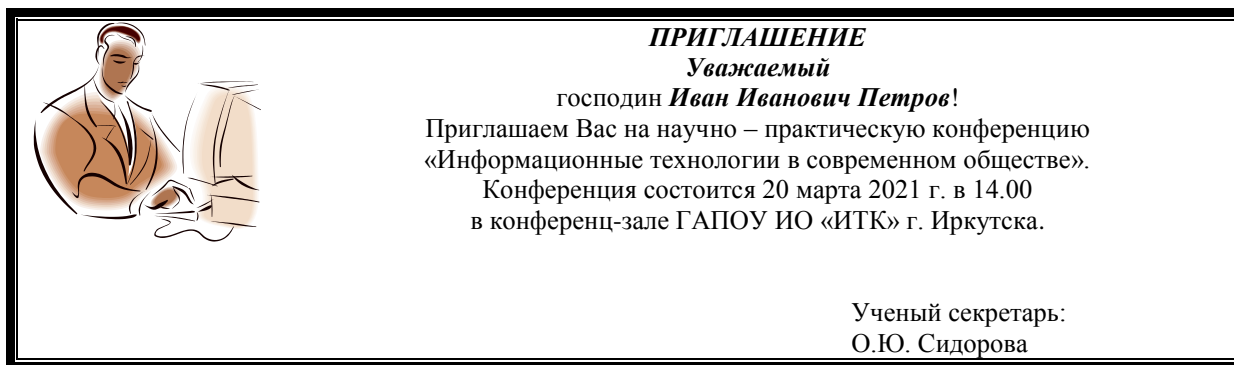 ПРИГЛАШЕНИЕ
Уважаемый
господин Иван Иванович Петров!
Приглашаем Вас на научно – практическую конференцию
«Информационные технологии в современном обществе».
Конференция состоится 20 марта 2021 г. в 14.00
в конференц-зале ГАПОУ ИО «ИТК» г. Иркутска.
Ученый секретарь:
О.Ю. Сидорова